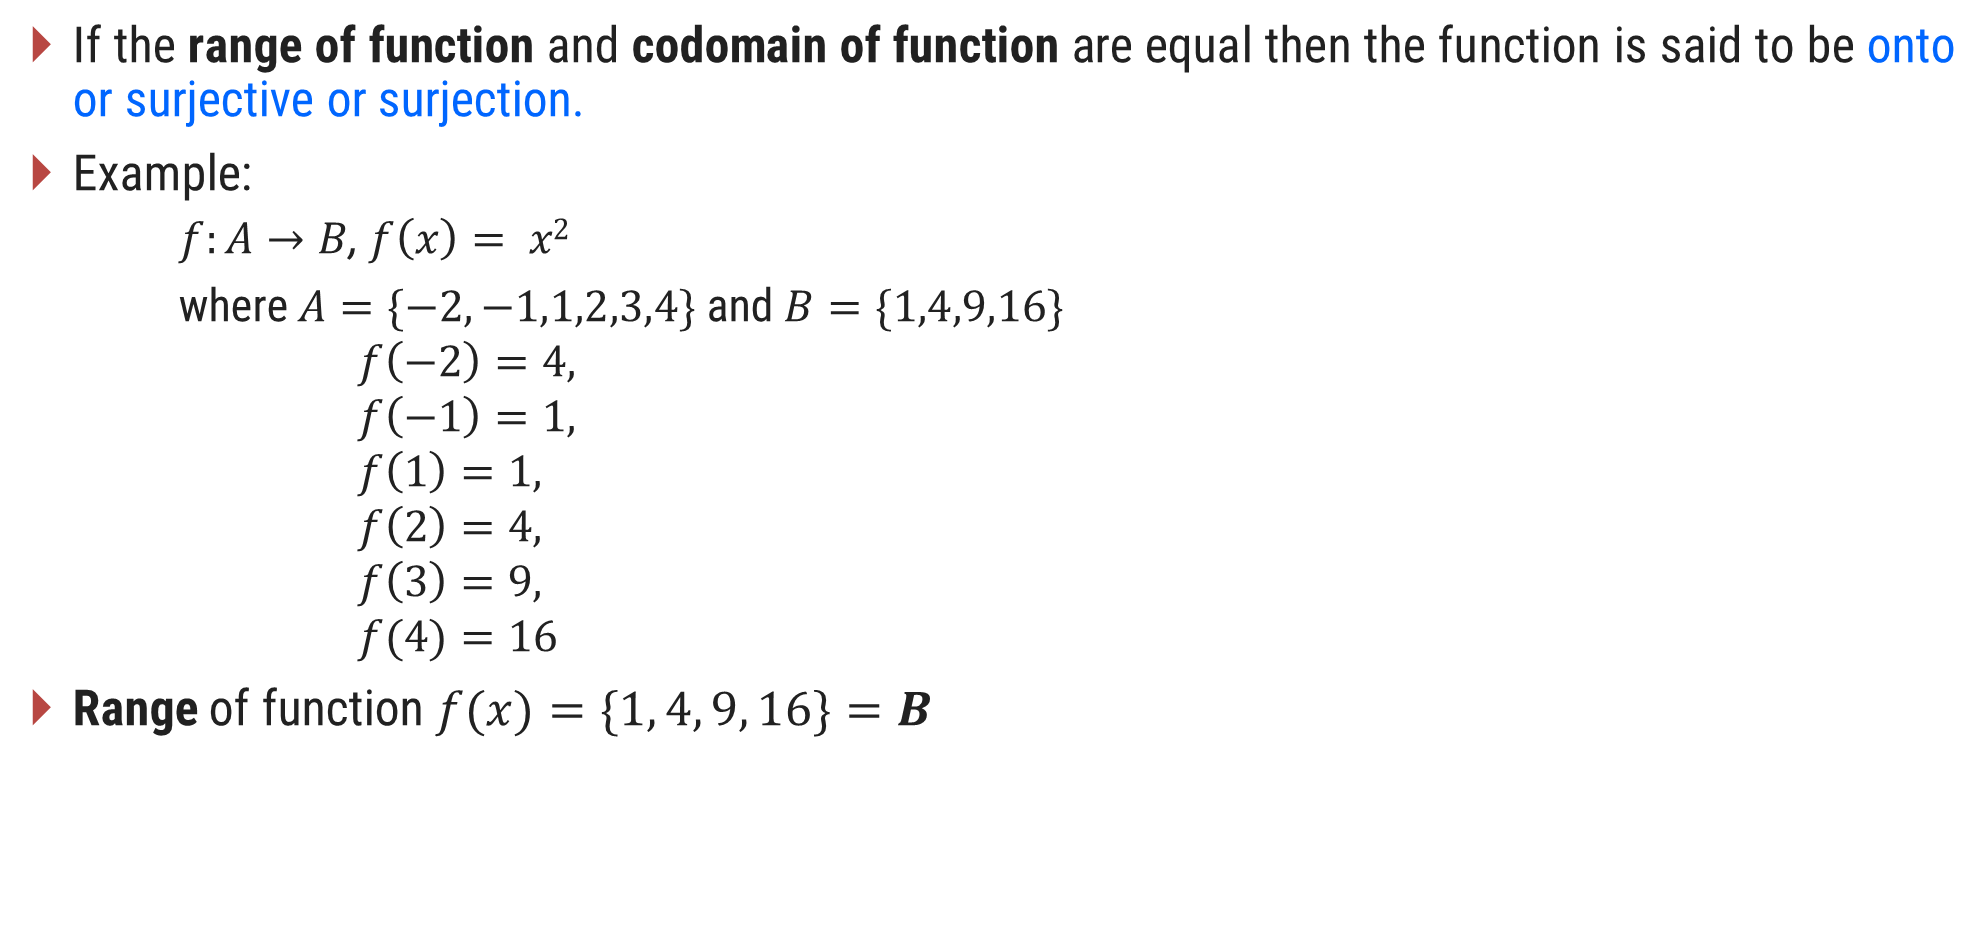 If the range of function and codomain of function are equal then the function is said to be onto
or surjective or surjection.
Example:
f: A → B, f(x) = x²
where A = {−2, −1,1,2,3,4} and B = {1,4,9,16}
f(−2) = 4,
f(−1) = 1,
f(1) = 1,
f(2) = 4,
f(3) = 9,
f(4) = 16
Range of function f(x) = {1, 4, 9, 16} = B